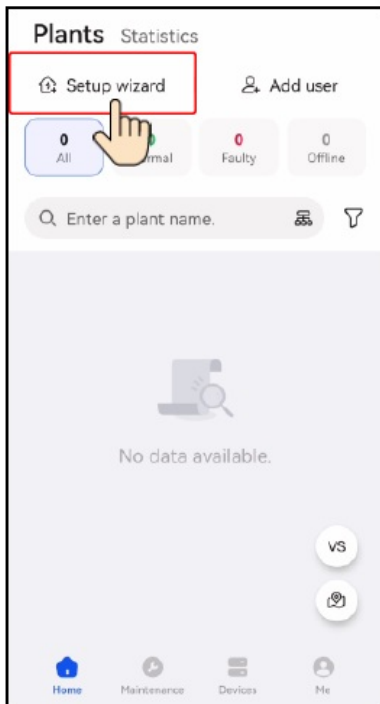 Plants Statistics
Setup wizard Add user
0 0 0
All Faulty Offline
Enter a plant name.
No data available.
VS
Home Maintenance Devices Me